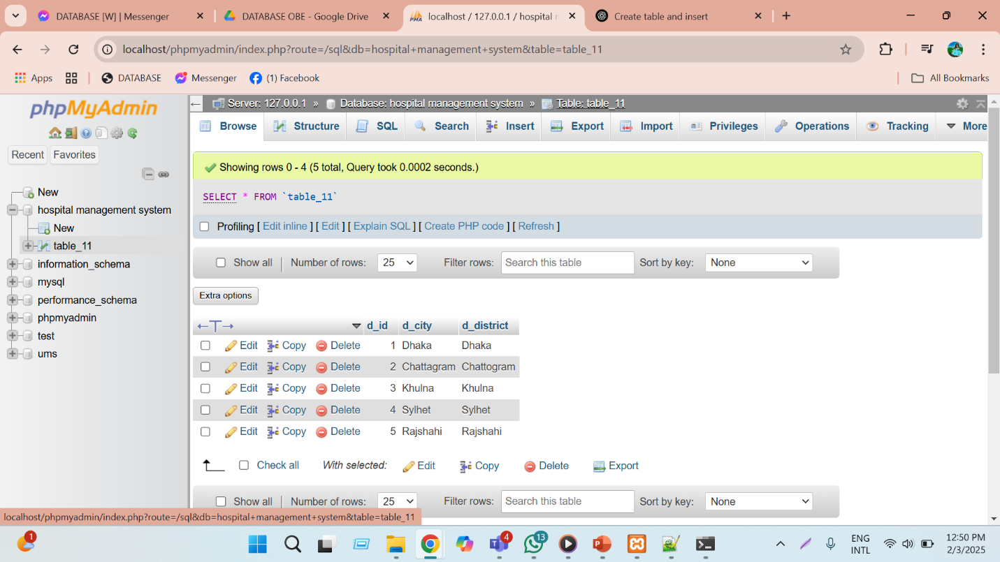 DATABASE [W] | Messenger
DATABASE OBE - Google Drive
localhost / 127.0.0.1 / hospital
Create table and insert
localhost/phpmyadmin/index.php?route=/sql&db=hospital+management+system&table=table_11
Apps
DATABASE
Messenger
(1) Facebook
All Bookmarks
phpMyAdmin
Recent
Favorites
New
hospital management system
New
table_11
information_schema
mysql
performance_schema
phpmyadmin
test
ums
Server: 127.0.0.1 » Database: hospital management system » Table: table_11
Browse Structure SQL Search Insert Export Import Privileges Operations Tracking More
Showing rows 0 - 4 (5 total, Query took 0.0002 seconds.)
SELECT * FROM `table_11`
Profiling [ Edit inline ] [ Edit ] [ Explain SQL ] [ Create PHP code ] [ Refresh ]
Show all | Number of rows: 25 Filter rows: Search this table Sort by key: None
Extra options
d_id d_city d_district
Edit Copy Delete 1 Dhaka Dhaka
Edit Copy Delete 2 Chattagram Chattogram
Edit Copy Delete 3 Khulna Khulna
Edit Copy Delete 4 Sylhet Sylhet
Edit Copy Delete 5 Rajshahi Rajshahi
Check all With selected: Edit Copy Delete Export
Show all | Number of rows: 25 Filter rows: Search this table Sort by key: None
localhost/phpmyadmin/index.php?route=/sql&db=hospital+management+system&table=table_11
1
4
13
ENG
INTL
12:50 PM
2/3/2025